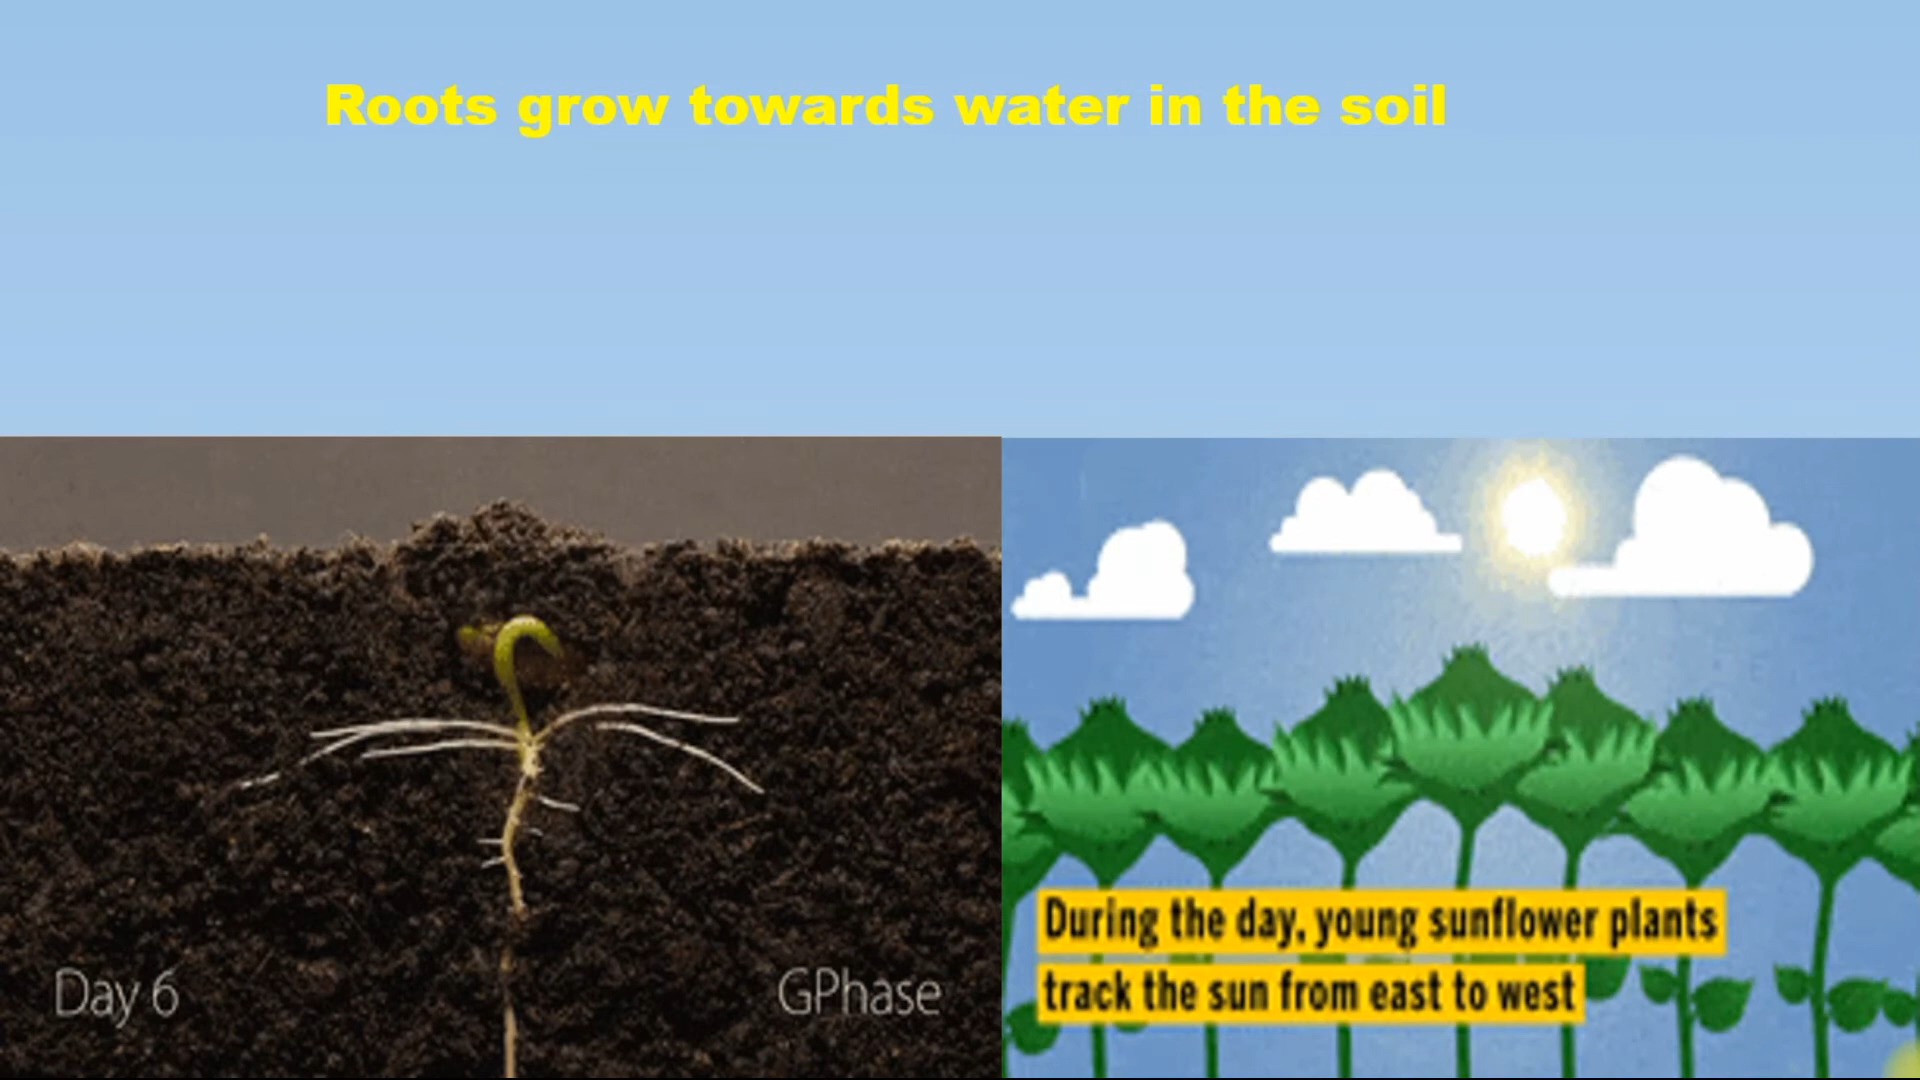 Roots grow towards water in the soil
Day 6
GPhase
During the day, young sunflower plants
track the sun from east to west